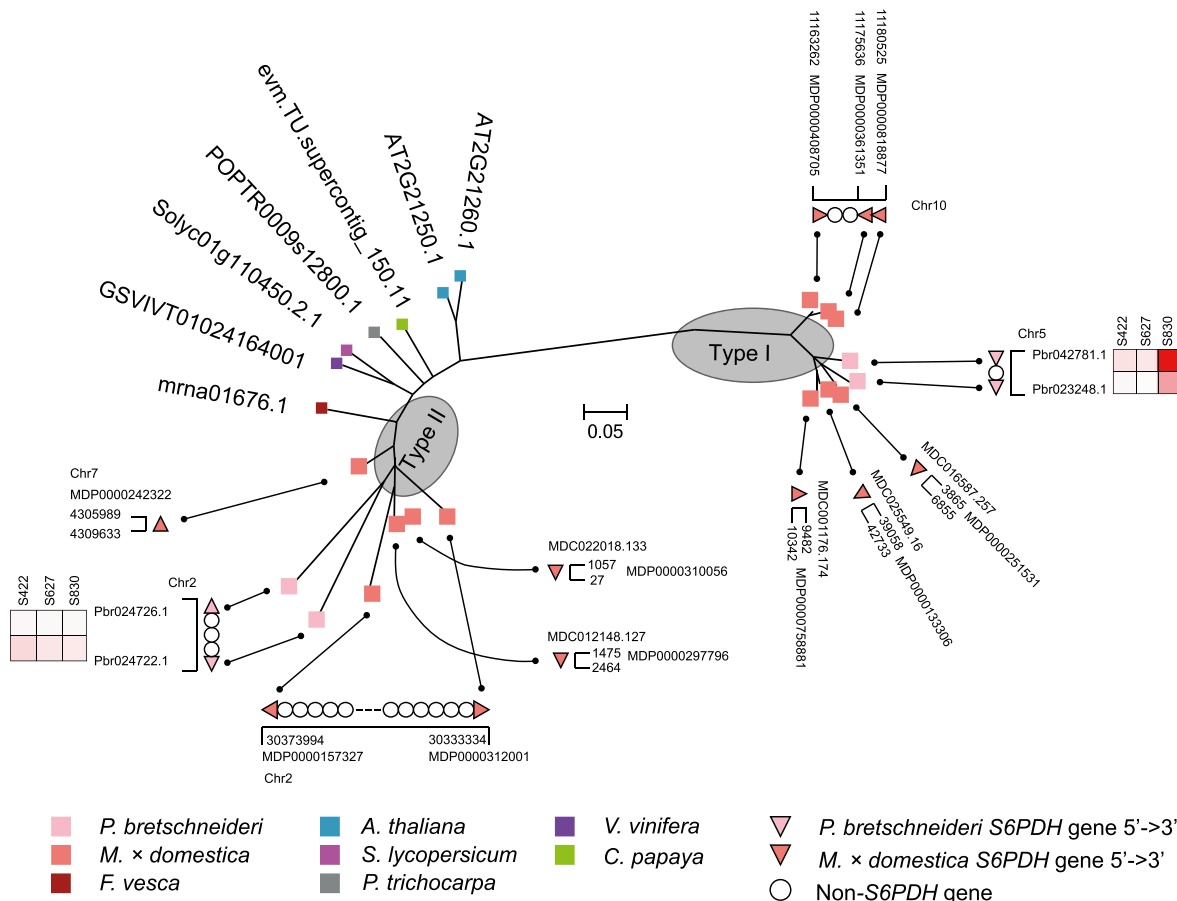 11163262 MDP0000408705
11175636 MDP0000361351
11180525 MDP0000818877
Chr10
evm.TU.supercontig_150.11
AT2G21250.1
AT2G21260.1
POPTR0009s12800.1
Solyc01g110450.2.1
GSVIVT01024164001
mrna01676.1
Type I
Type II
0.05
Chr5
S422
S627
S830
Pbr042781.1
Pbr023248.1
MDC016587.257
3865 MDP0000251531
6855
MDC025549.16
39058 MDP0000133306
42733
MDC001176.174
9482 MDP0000758881
10342
Chr7
MDP0000242322
4305989
4309633
S422
S627
S830
Chr2
Pbr024726.1
Pbr024722.1
MDC022018.133
1057
27
MDP0000310056
MDC012148.127
1475
2464
MDP0000297796
30373994
MDP0000157327
30333334
MDP0000312001
Chr2
P. bretschneideri
M. × domestica
F. vesca
A. thaliana
S. lycopersicum
P. trichocarpa
V. vinifera
C. papaya
P. bretschneideri S6PDH gene 5'->3'
M. × domestica S6PDH gene 5'->3'
Non-S6PDH gene